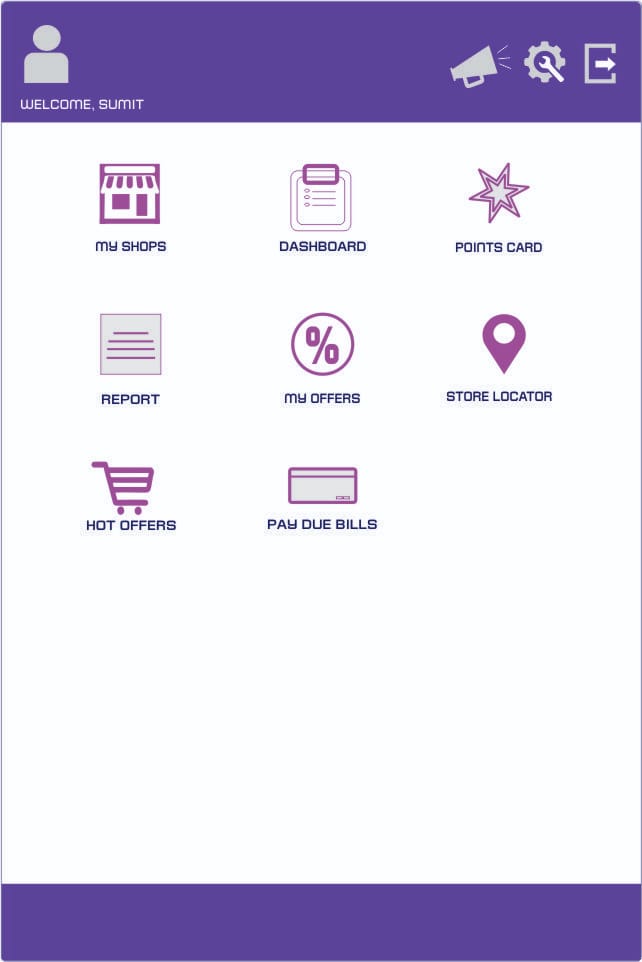 WELCOME, SUMIT
MY SHOPS
DASHBOARD
POINTS CARD
%
REPORT
MY OFFERS
STORE LOCATOR
HOT OFFERS
PAY DUE BILLS